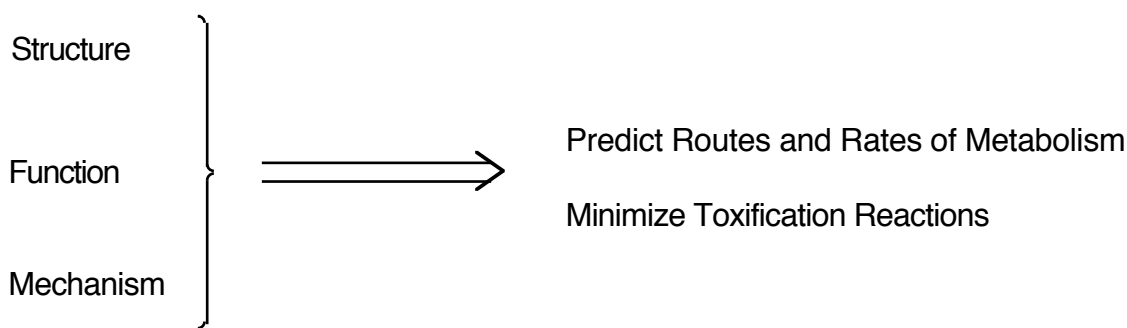 Structure
Function
Mechanism
Predict Routes and Rates of Metabolism
Minimize Toxification Reactions